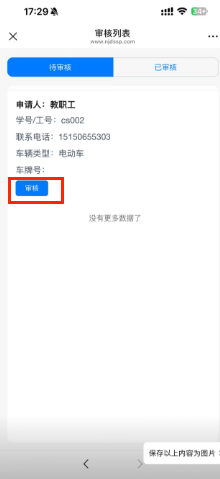 17:29
审核列表
www.njdssp.com
待审核
已审核
申请人：教职工
学号/工号：cs002
联系电话：15150655303
车辆类型：电动车
车牌号：
审核
没有更多数据了
保存以上内容为图片